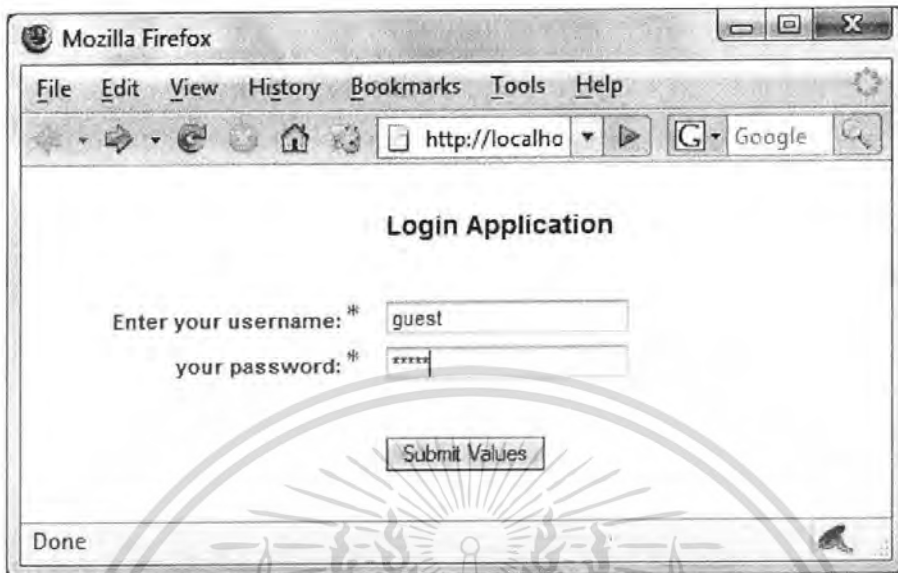 Mozilla Firefox
File Edit View History Bookmarks Tools Help
http://localho G Google
Login Application
Enter your username:* guest
your password:* *****
Submit Values
Done